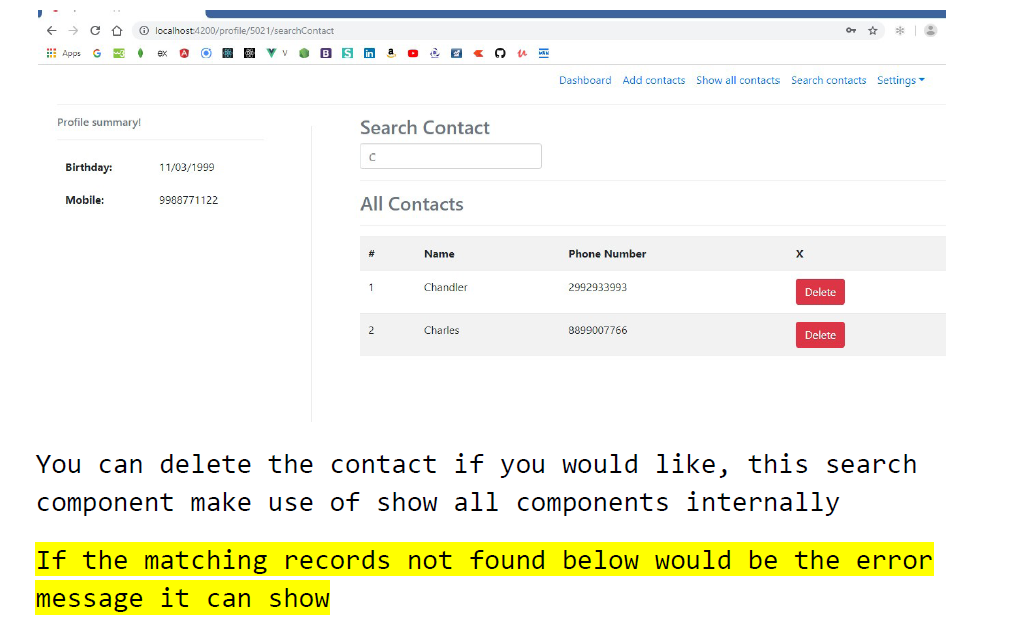 localhost:4200/profile/5021/searchContact
Apps
Dashboard Add contacts Show all contacts Search contacts Settings
Profile summary!
Birthday: 11/03/1999
Mobile: 9988771122
Search Contact
C
All Contacts
# Name Phone Number X
1 Chandler 2992933993 Delete
2 Charles 8899007766 Delete
You can delete the contact if you would like, this search
component make use of show all components internally
If the matching records not found below would be the error
message it can show